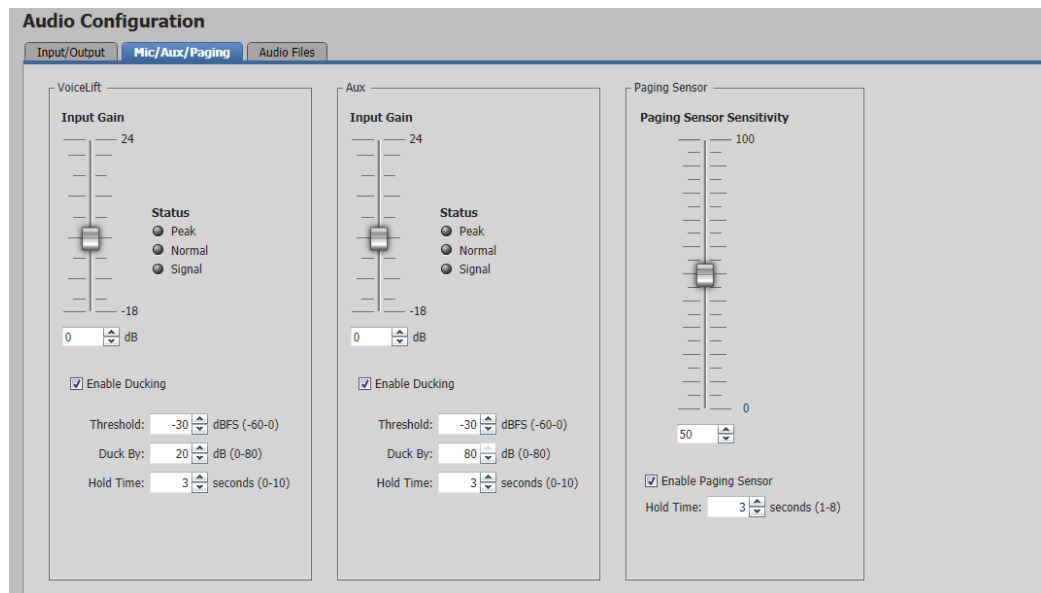 Audio Configuration
Input/Output Mic/Aux/Paging Audio Files
VoiceLift
Input Gain
24
Status
Peak
Normal
Signal
-18
0 dB
Enable Ducking
Threshold: -30 dBFS (-60-0)
Duck By: 20 dB (0-80)
Hold Time: 3 seconds (0-10)
Aux
Input Gain
24
Status
Peak
Normal
Signal
-18
0 dB
Enable Ducking
Threshold: -30 dBFS (-60-0)
Duck By: 80 dB (0-80)
Hold Time: 3 seconds (0-10)
Paging Sensor
Paging Sensor Sensitivity
100
0
50
Enable Paging Sensor
Hold Time: 3 seconds (1-8)